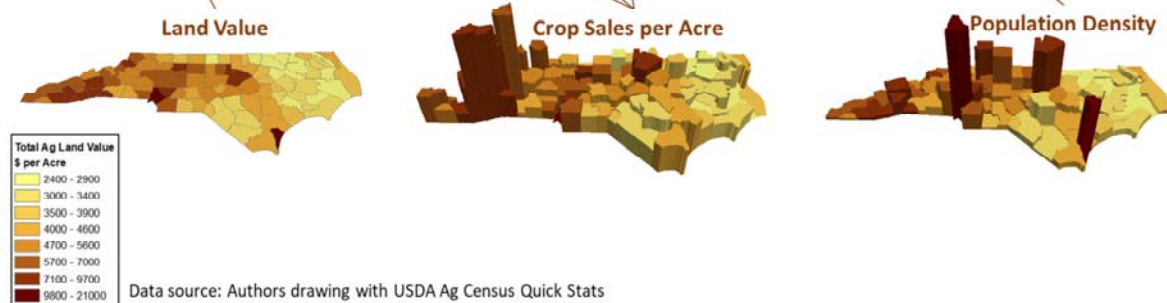 Land Value
Crop Sales per Acre
Population Density
Total Ag Land Value
$ per Acre
2400 - 2900
3000 - 3400
3500 - 3900
4000 - 4600
4700 - 5600
5700 - 7000
7100 - 9700
9800 - 21000
Data source: Authors drawing with USDA Ag Census Quick Stats